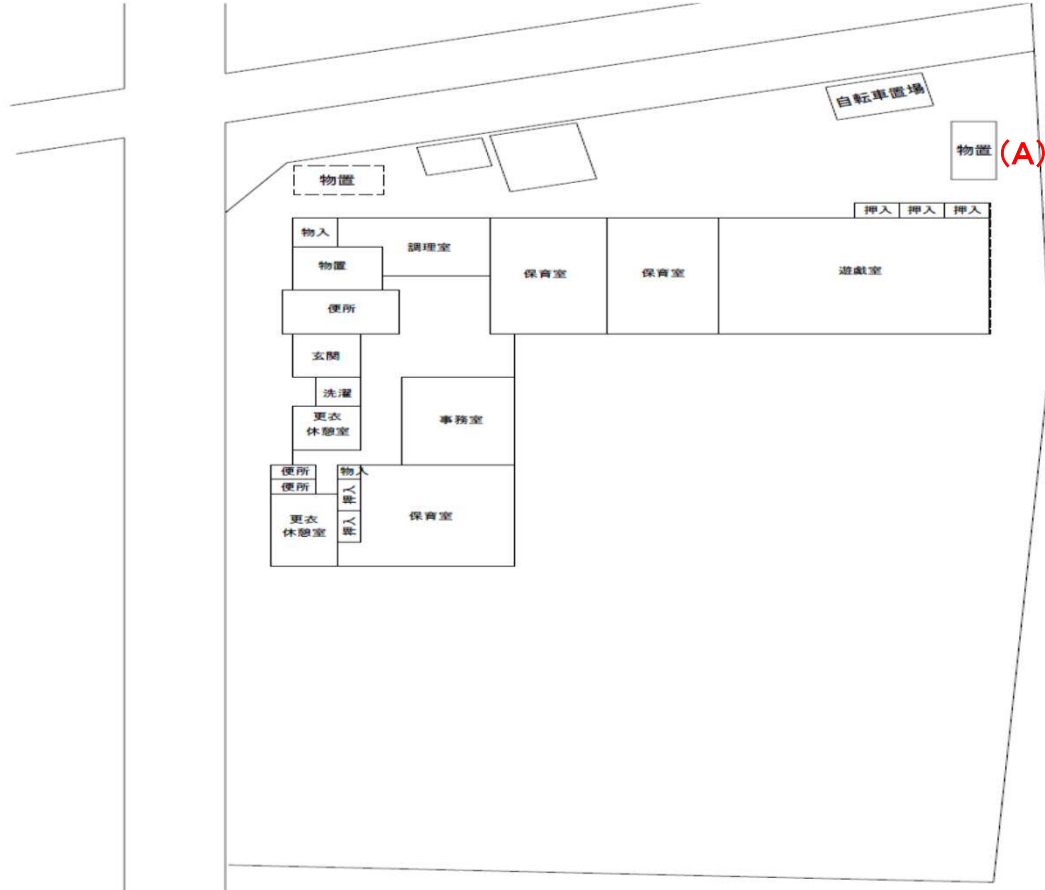 自転車置場
物置
(A)
物置
押入
押入
押入
物入
調理室
物置
保育室
保育室
遊戯室
便所
玄関
洗濯
更衣
休憩室
事務室
便所
物入
便所
押入
押入
保育室
更衣
休憩室